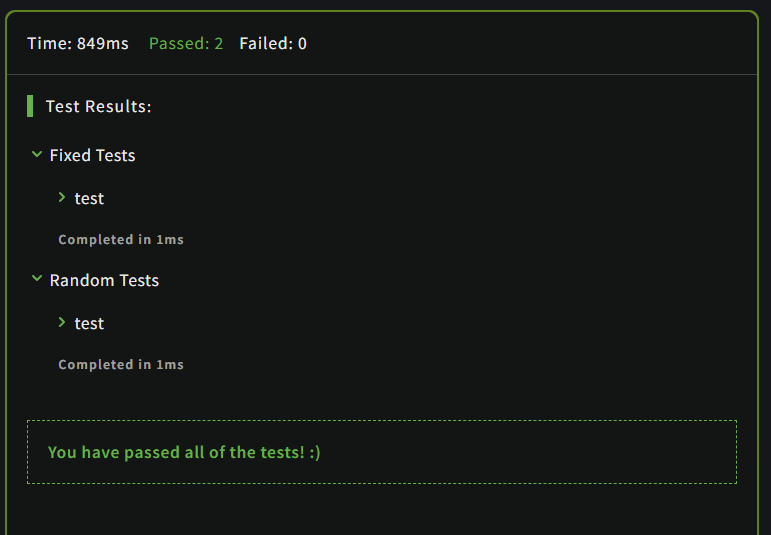 Time: 849ms Passed: 2 Failed: 0
Test Results:
Fixed Tests
test
Completed in 1ms
Random Tests
test
Completed in 1ms
You have passed all of the tests! :)